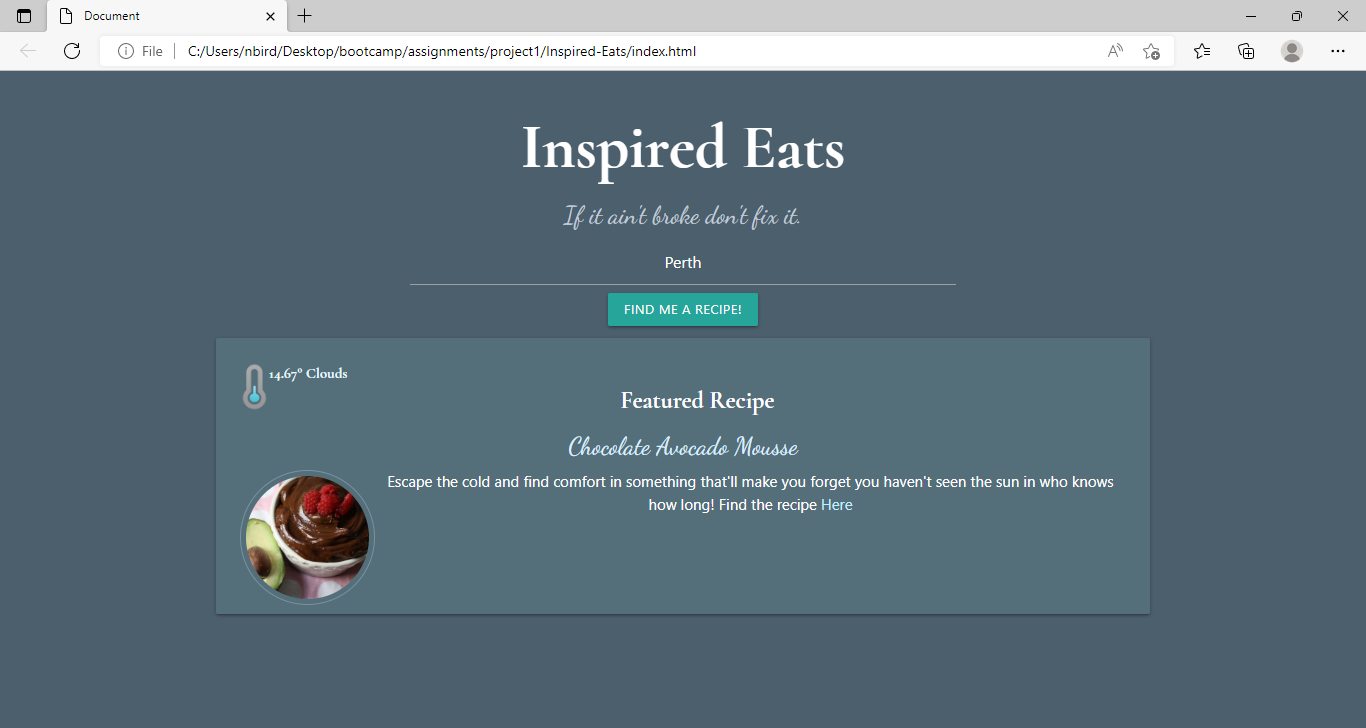 Document
File
C:/Users/nbird/Desktop/bootcamp/assignments/project1/Inspired-Eats/index.html
Inspired Eats
If it ain't broke don't fix it.
Perth
FIND ME A RECIPE!
14.67° Clouds
Featured Recipe
Chocolate Avocado Mousse
Escape the cold and find comfort in something that'll make you forget you haven't seen the sun in who knows
how long! Find the recipe Here